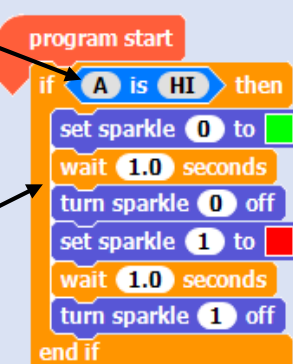 program start
if A is HI then
set sparkle 0 to
wait 1.0 seconds
turn sparkle 0 off
set sparkle 1 to
wait 1.0 seconds
turn sparkle 1 off
end if